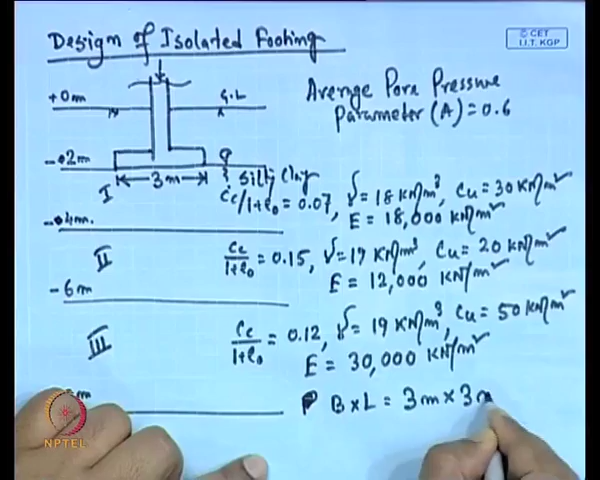 © CET
I.I.T. KGP
Design of Isolated Footing
+0m
G.L
Average Pore Pressure
Parameter (A) = 0.6
-02m
3m
Silty Clay
I
Cc/1+e0 = 0.07, γ = 18 KN/m³, Cu = 30 KN/m²
E = 18,000 KN/m²
-04m.
II
Cc/1+e0 = 0.15, γ = 17 KN/m³, Cu = 20 KN/m²
E = 12,000 KN/m²
-6m
III
Cc/1+e0 = 0.12, γ = 19 KN/m³, Cu = 50 KN/m²
E = 30,000 KN/m²
B × L = 3m × 3m
NPTEL